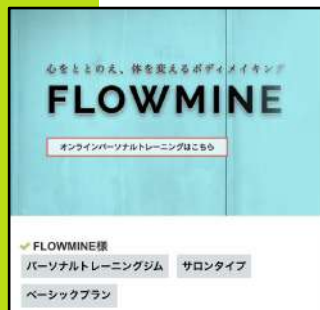 心をととのえ、体を変えるボディメイキング
FLOWMINE
オンラインパーソナルトレーニングはこちら
FLOWMINE様
パーソナルトレーニングジム サロンタイプ
ベーシックプラン